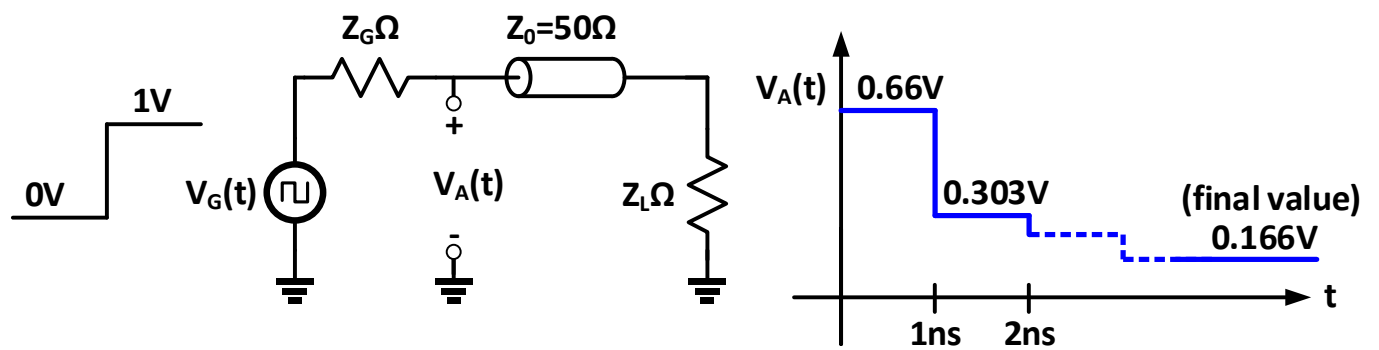 Z_GΩ
Z_0=50Ω
1V
0V
V_G(t)
+
V_A(t)
-
Z_LΩ
V_A(t)
0.66V
0.303V
(final value)
0.166V
t
1ns
2ns